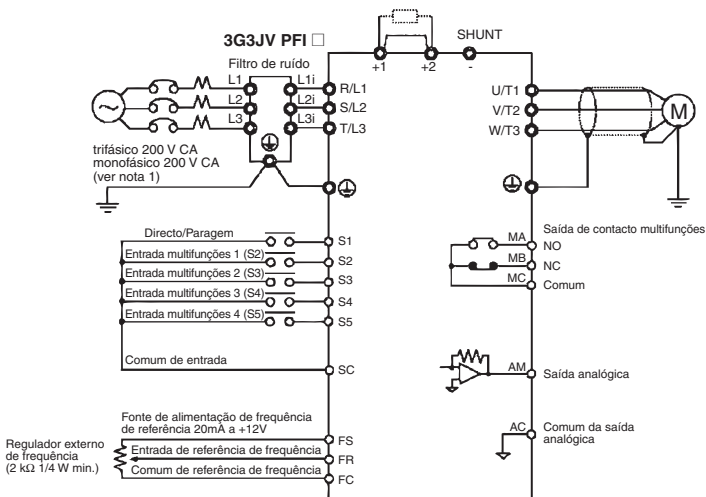 3G3JV PFI □
SHUNT
Filtro de ruído
+1
+2
-
L1
L1i
R/L1
L2
L2i
S/L2
L3
L3i
T/L3
U/T1
V/T2
W/T3
M
trifásico 200 V CA
monofásico 200 V CA
(ver nota 1)
Directo/Paragem
S1
Entrada multifunções 1 (S2)
S2
Entrada multifunções 2 (S3)
S3
Entrada multifunções 3 (S4)
S4
Entrada multifunções 4 (S5)
S5
Comum de entrada
SC
Saída de contacto multifunções
MA
NO
MB
NC
MC
Comum
AM
Saída analógica
AC
Comum da saída
analógica
Fonte de alimentação de frequência
de referência 20mA a +12V
FS
Regulador externo
de frequência
(2 kΩ 1/4 W min.)
Entrada de referência de frequência
FR
Comum de referência de frequência
FC